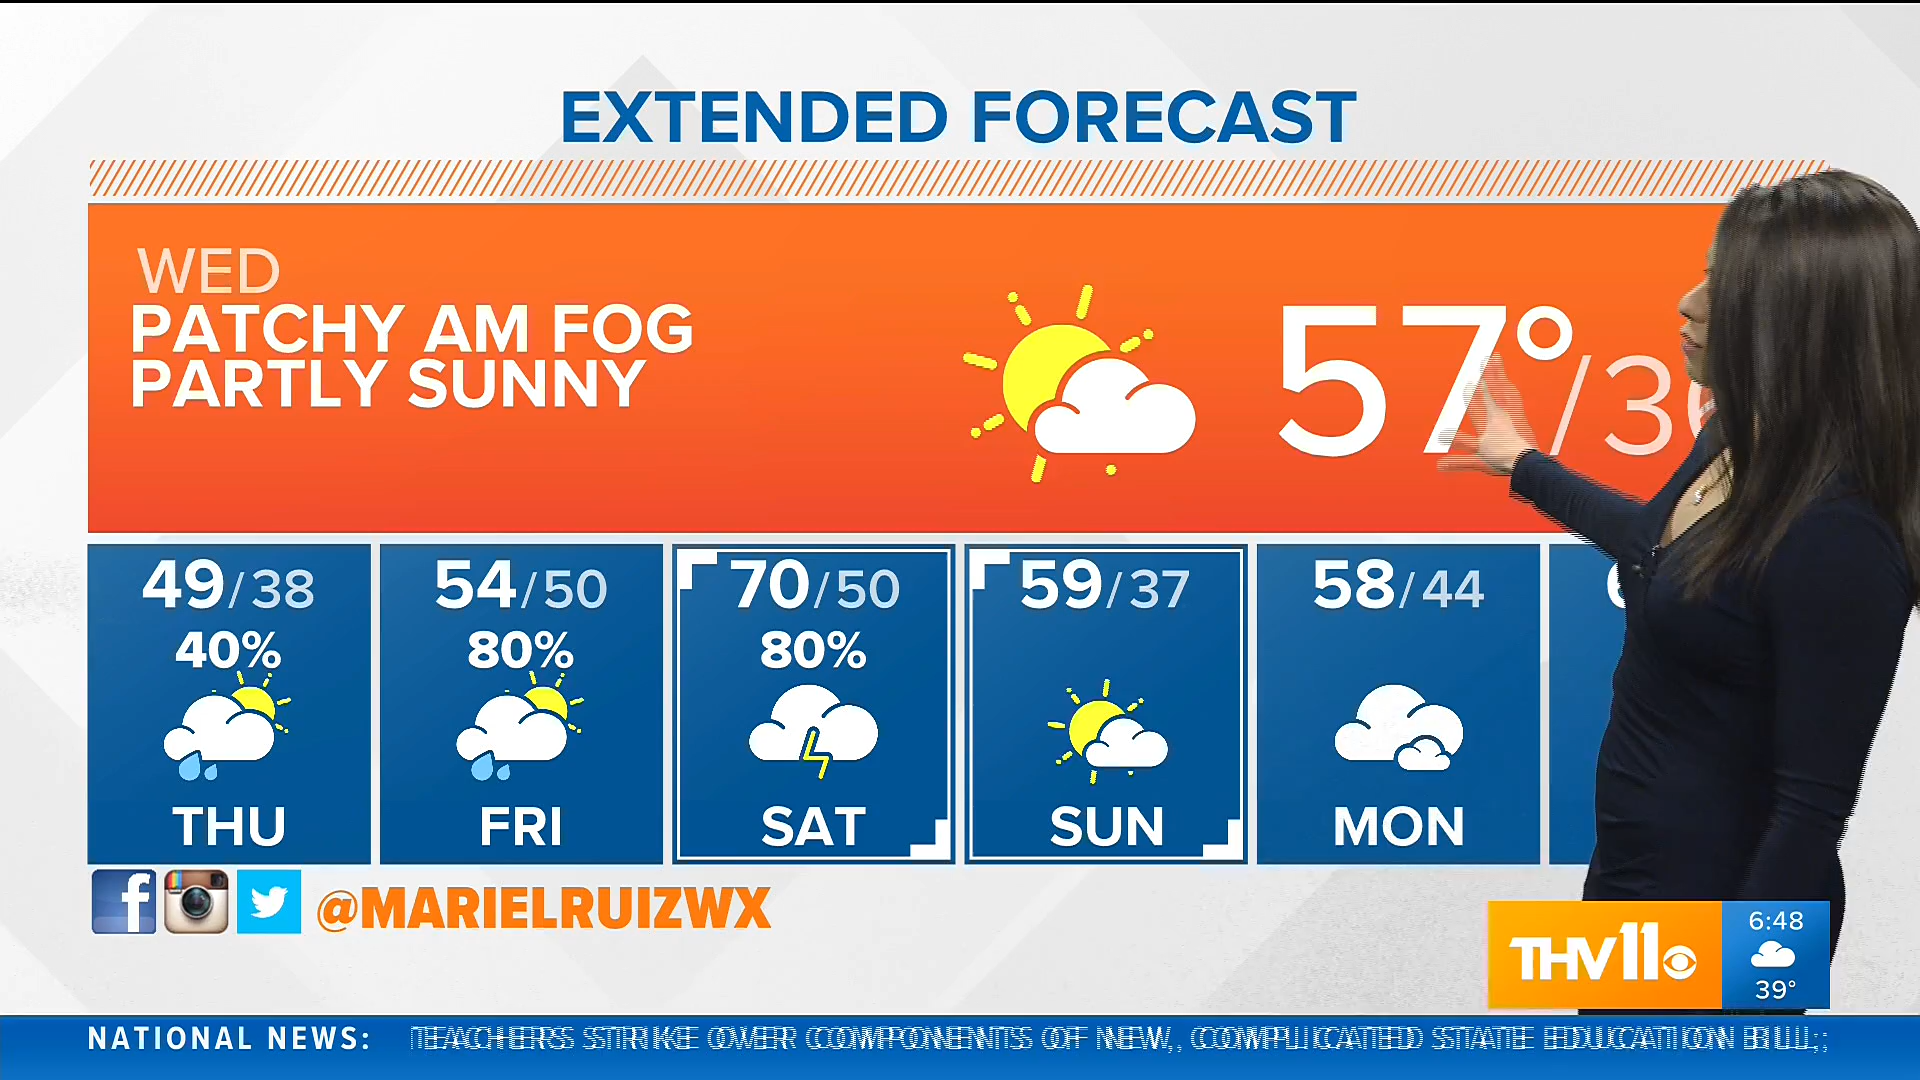 EXTENDED FORECAST
WED
PATCHY AM FOG
PARTLY SUNNY
57°/36
49/38
40%
THU
54/50
80%
FRI
70/50
80%
SAT
59/37
SUN
58/44
MON
f
@MARIELRUIZWX
THV11
6:48
39°
NATIONAL NEWS: TEACHERS STRIKE OVER COMPONENTS OF NEW, COMPLICATED STATE EDUCATION BILL;